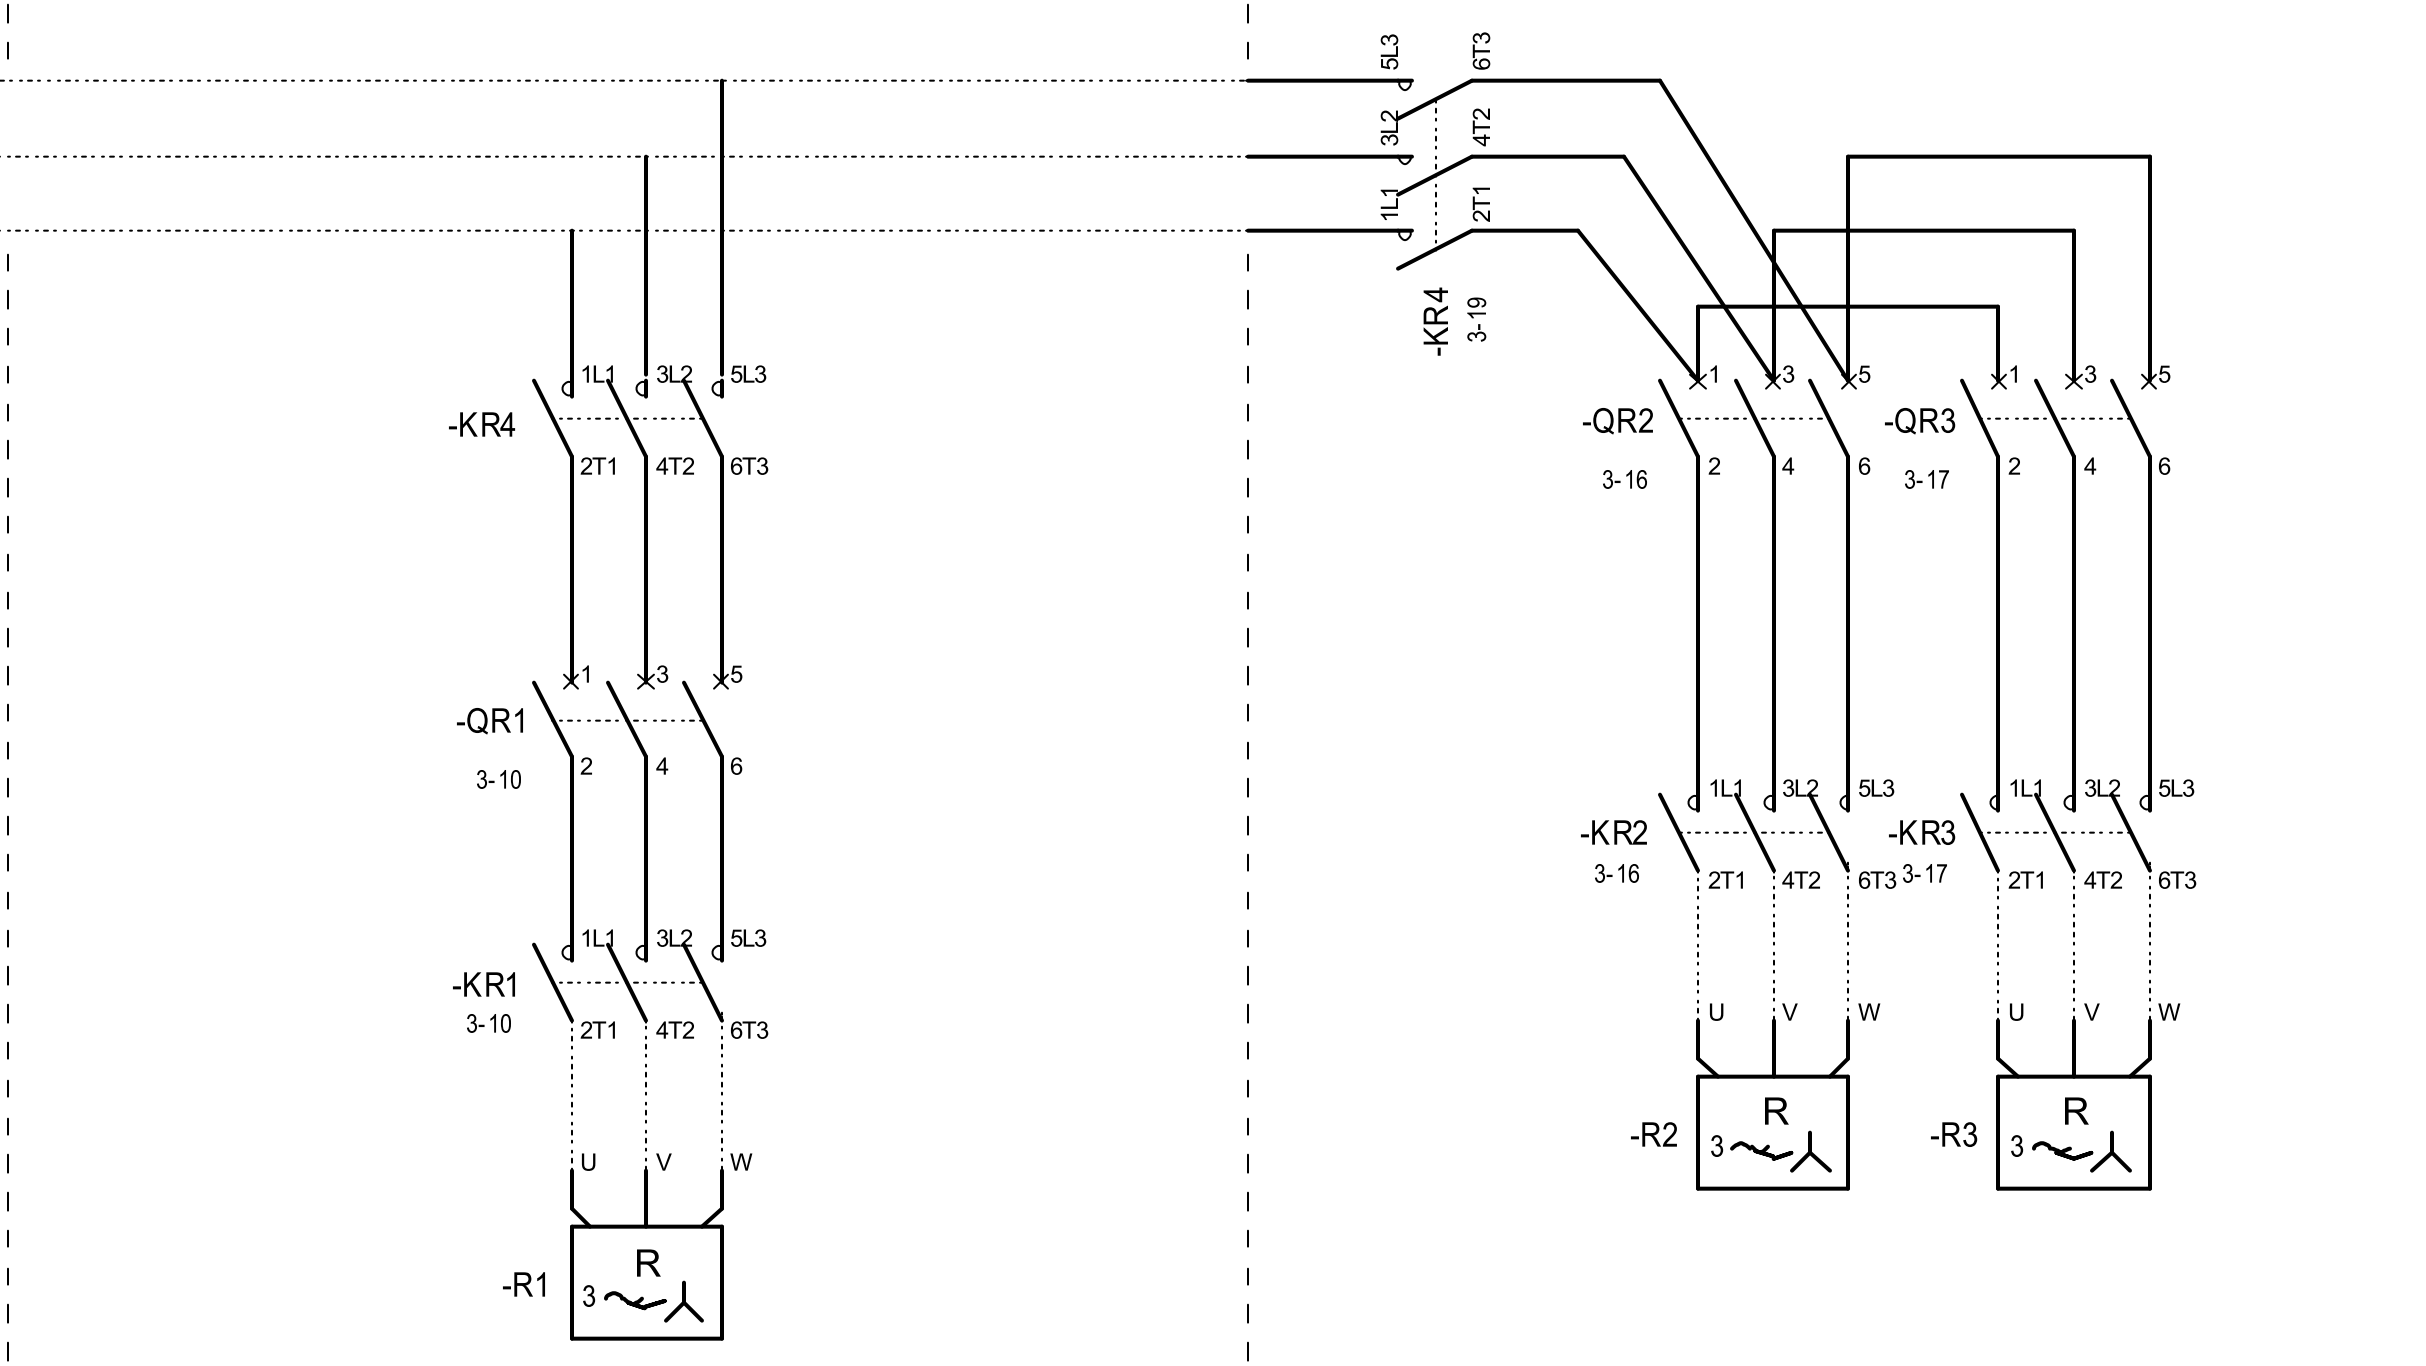 5L3 6T3
3L2 4T2
1L1 2T1
-KR4 3-19
1L1 3L2 5L3
-KR4
2T1 4T2 6T3
1 3 5
-QR1
2 4 6
3-10
1L1 3L2 5L3
-KR1
3-10
2T1 4T2 6T3
U V W
R
-R1
3
1 3 5 1 3 5
-QR2 -QR3
2 4 6 2 4 6
3-16 3-17
1L1 3L2 5L3 1L1 3L2 5L3
-KR2 -KR3
3-16 3-17
2T1 4T2 6T3 2T1 4T2 6T3
U V W U V W
R R
-R2 -R3
3 3